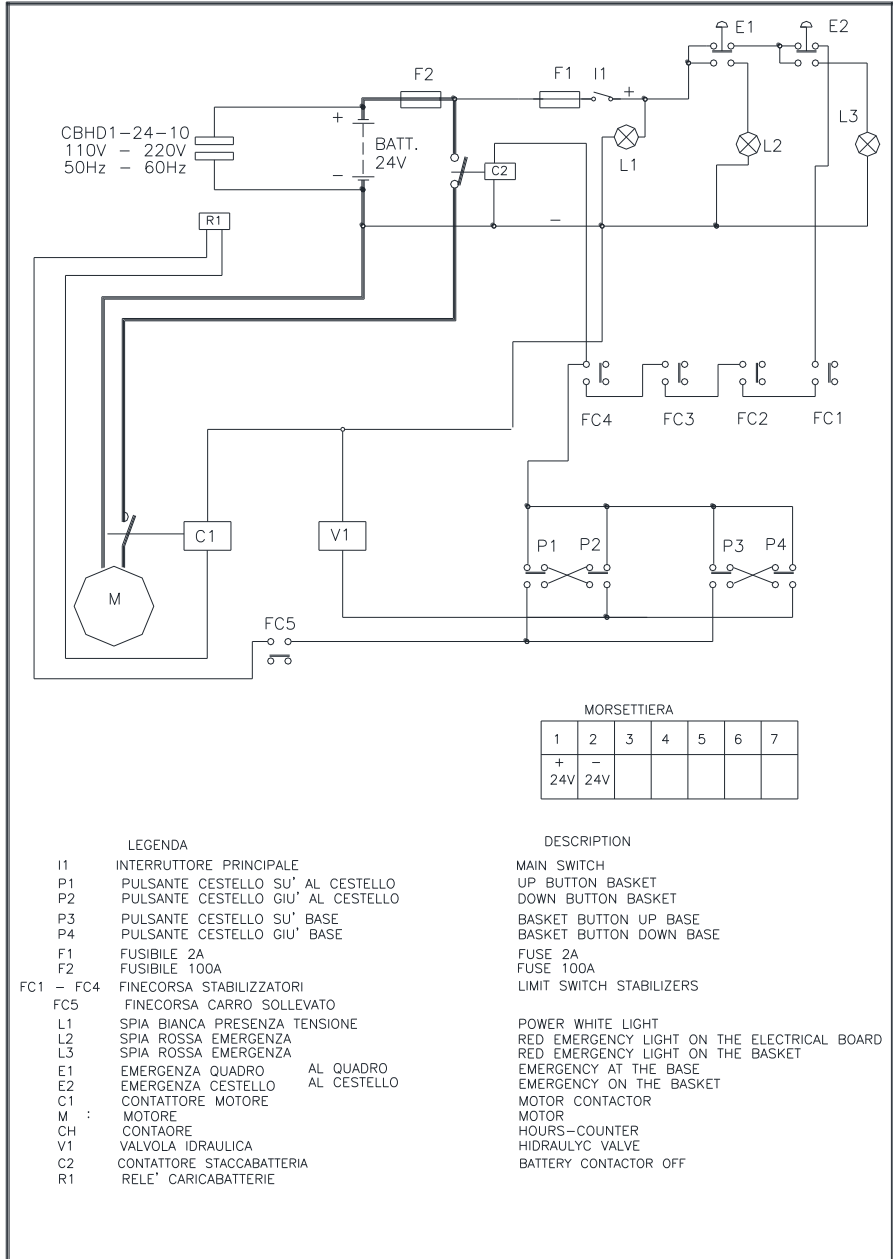 E1 E2
F2 F1 I1
+
L3
CBHD1-24-10
110V - 220V
50Hz - 60Hz
+
BATT.
24V
-
C2
L1
L2
R1
-
FC4 FC3 FC2 FC1
C1
V1
P1 P2 P3 P4
M
FC5
MORSETTIERA
1 2 3 4 5 6 7
+ -
24V 24V
LEGENDA DESCRIPTION
I1 INTERRUTTORE PRINCIPALE MAIN SWITCH
P1 PULSANTE CESTELLO SU' AL CESTELLO UP BUTTON BASKET
P2 PULSANTE CESTELLO GIU' AL CESTELLO DOWN BUTTON BASKET
P3 PULSANTE CESTELLO SU' BASE BASKET BUTTON UP BASE
P4 PULSANTE CESTELLO GIU' BASE BASKET BUTTON DOWN BASE
F1 FUSIBILE 2A FUSE 2A
F2 FUSIBILE 100A FUSE 100A
FC1 - FC4 FINECORSA STABILIZZATORI LIMIT SWITCH STABILIZERS
FC5 FINECORSA CARRO SOLLEVATO
L1 SPIA BIANCA PRESENZA TENSIONE POWER WHITE LIGHT
L2 SPIA ROSSA EMERGENZA RED EMERGENCY LIGHT ON THE ELECTRICAL BOARD
L3 SPIA ROSSA EMERGENZA RED EMERGENCY LIGHT ON THE BASKET
E1 EMERGENZA QUADRO AL QUADRO EMERGENCY AT THE BASE
E2 EMERGENZA CESTELLO AL CESTELLO EMERGENCY ON THE BASKET
C1 CONTATTORE MOTORE MOTOR CONTACTOR
M : MOTORE MOTOR
CH CONTAORE HOURS-COUNTER
V1 VALVOLA IDRAULICA HIDRAULYC VALVE
C2 CONTATTORE STACCABATTERIA BATTERY CONTACTOR OFF
R1 RELE' CARICABATTERIE